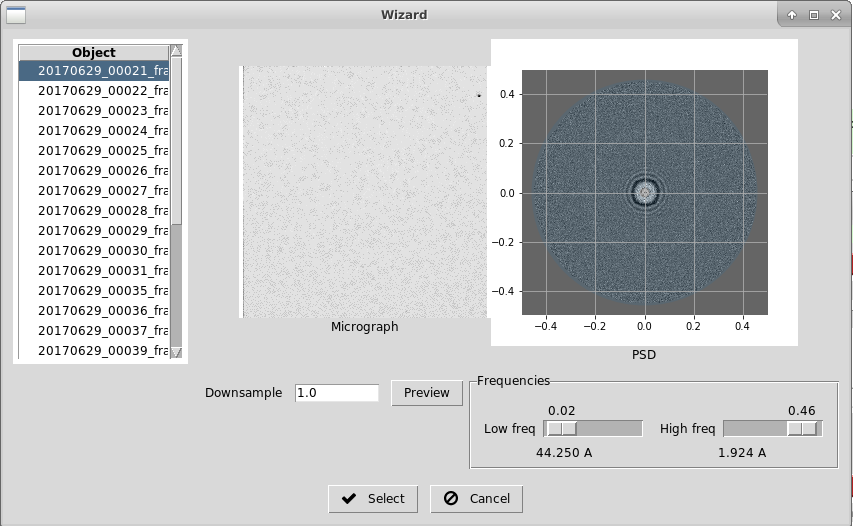 Wizard
Object
20170629_00021_fra
20170629_00022_fra
20170629_00023_fra
20170629_00024_fra
20170629_00025_fra
20170629_00026_fra
20170629_00027_fra
20170629_00028_fra
20170629_00029_fra
20170629_00030_fra
20170629_00031_fra
20170629_00035_fra
20170629_00036_fra
20170629_00037_fra
20170629_00039_fra
Micrograph
0.4
0.2
0.0
−0.2
−0.4
−0.4 −0.2 0.0 0.2 0.4
PSD
Downsample 1.0 Preview
Frequencies
0.02 0.46
Low freq High freq
44.250 A 1.924 A
Select Cancel